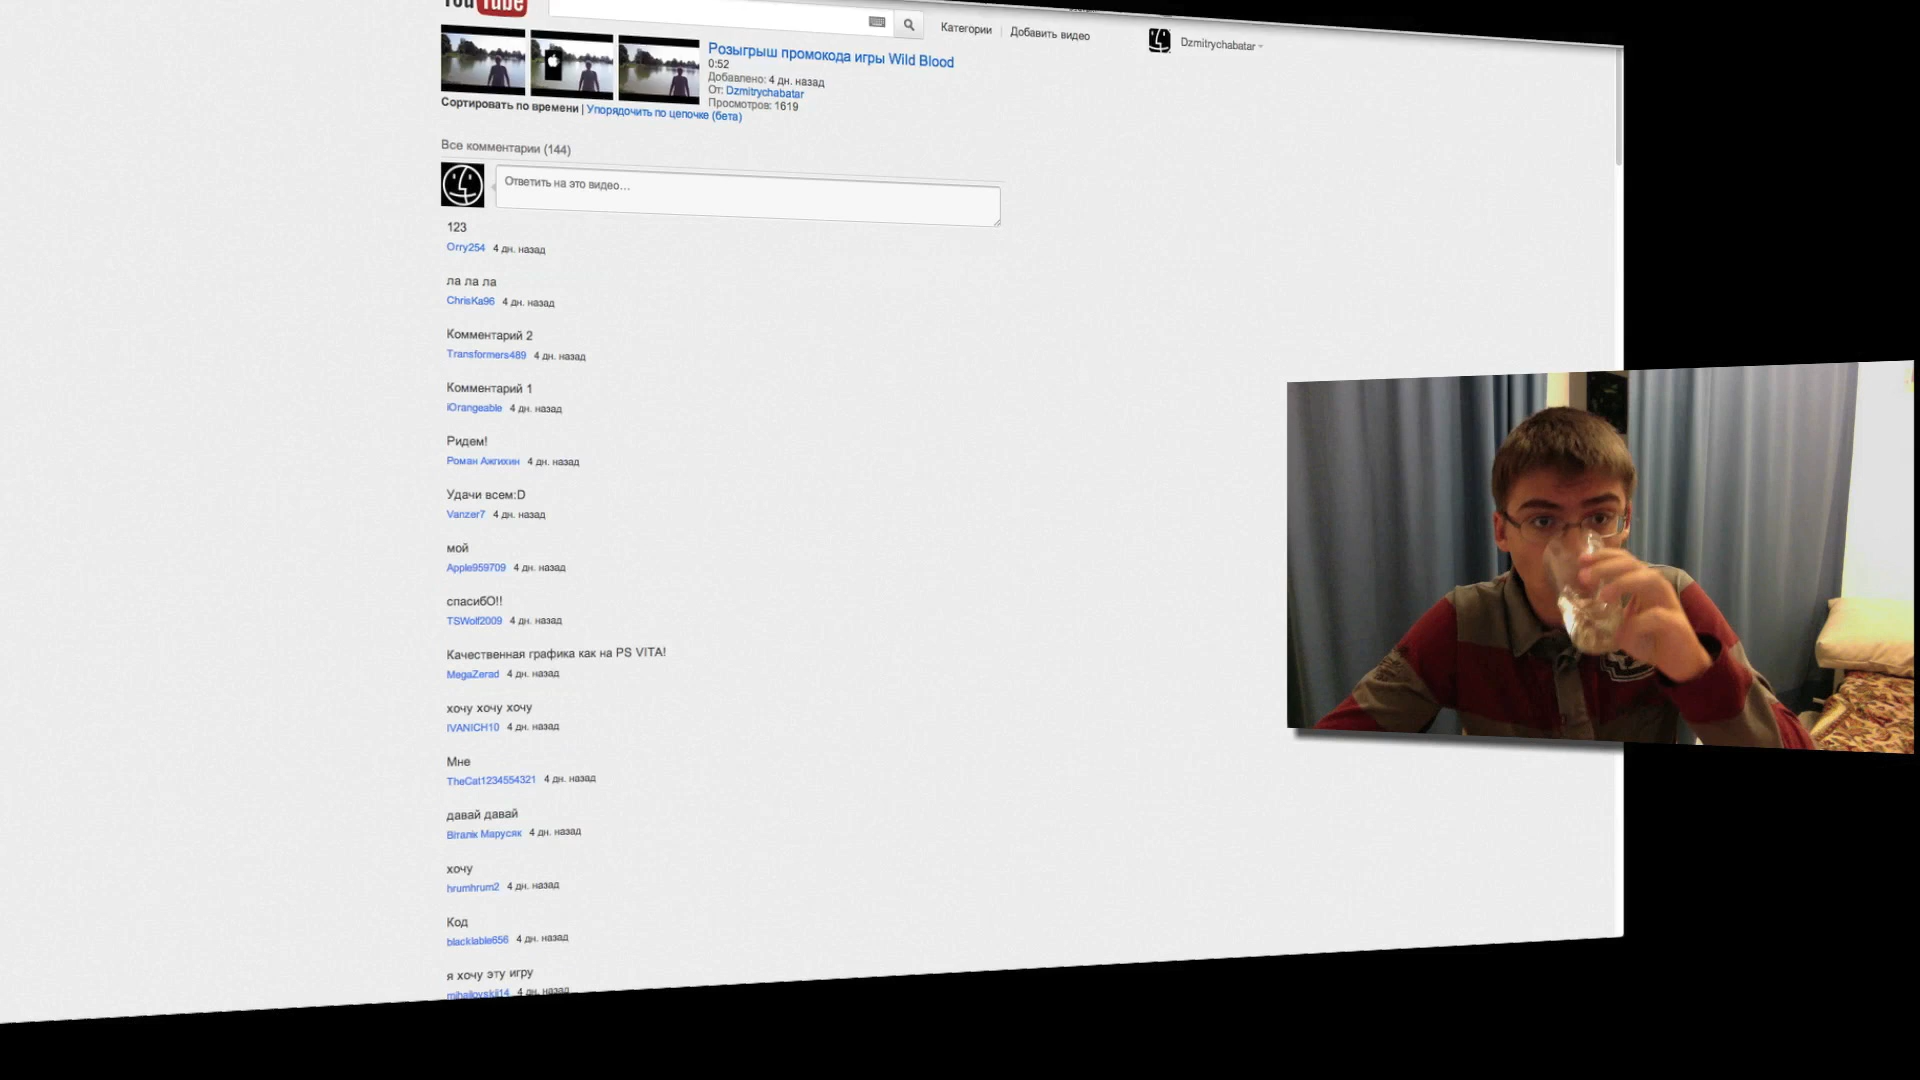 YouTube
Категории | Добавить видео
Dzmitrychabatar
Розыгрыш промокода игры Wild Blood
0:52
Добавлено: 4 дн. назад
От: Dzmitrychabatar
Просмотров: 1619
Сортировать по времени | Упорядочить по цепочке (бета)
Все комментарии (144)
Ответить на это видео...
123
Orry254 4 дн. назад
ла ла ла
ChrisKa96 4 дн. назад
Комментарий 2
Transformers489 4 дн. назад
Комментарий 1
iOrangeable 4 дн. назад
Ридем!
Роман Ажгихин 4 дн. назад
Удачи всем:D
Vanzer7 4 дн. назад
мой
Apple959709 4 дн. назад
спасибО!!
TSWolf2009 4 дн. назад
Качественная графика как на PS VITA!
MegaZerad 4 дн. назад
хочу хочу хочу
IVANICH10 4 дн. назад
Мне
TheCat1234554321 4 дн. назад
давай давай
Віталік Марусяк 4 дн. назад
хочу
hrumhrum2 4 дн. назад
Код
blacklable656 4 дн. назад
я хочу эту игру
mihailovskii14 4 дн. назад